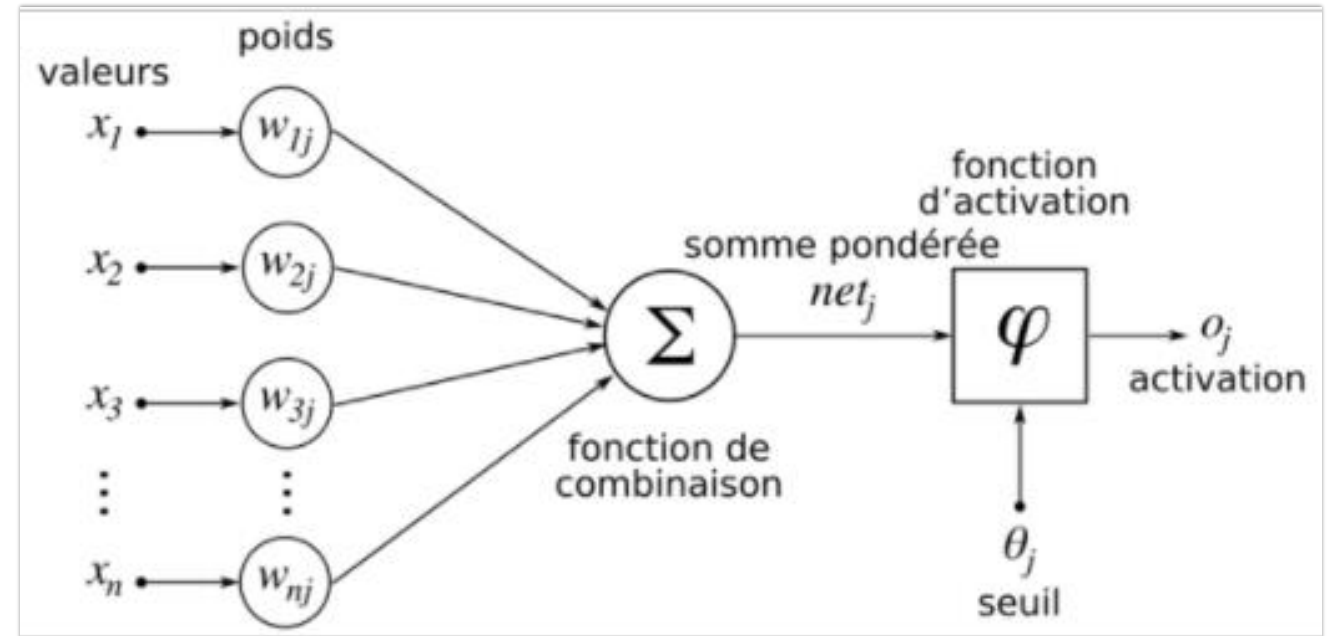 poids
valeurs
x₁
w₁ⱼ
fonction
d'activation
x₂
w₂ⱼ
somme pondérée
netⱼ
Σ
φ
oⱼ
activation
x₃
w₃ⱼ
fonction de
combinaison
⋮
⋮
θⱼ
seuil
xₙ
wₙⱼ